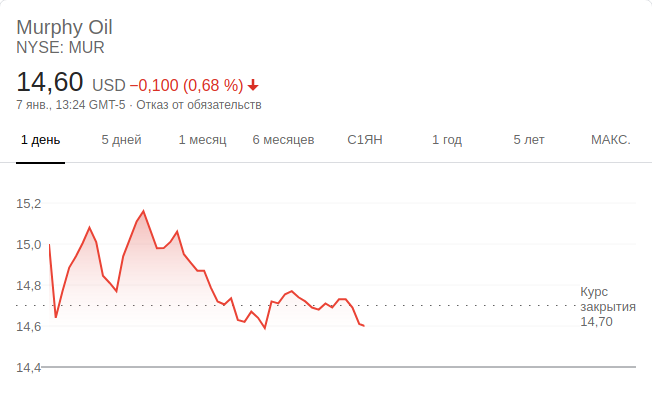 Murphy Oil
NYSE: MUR
14,60 USD −0,100 (0,68 %)
7 янв., 13:24 GMT-5 · Отказ от обязательств
1 день 5 дней 1 месяц 6 месяцев С1ЯН 1 год 5 лет МАКС.
15,2
15,0
14,8
14,6
14,4
Курс
закрытия
14,70